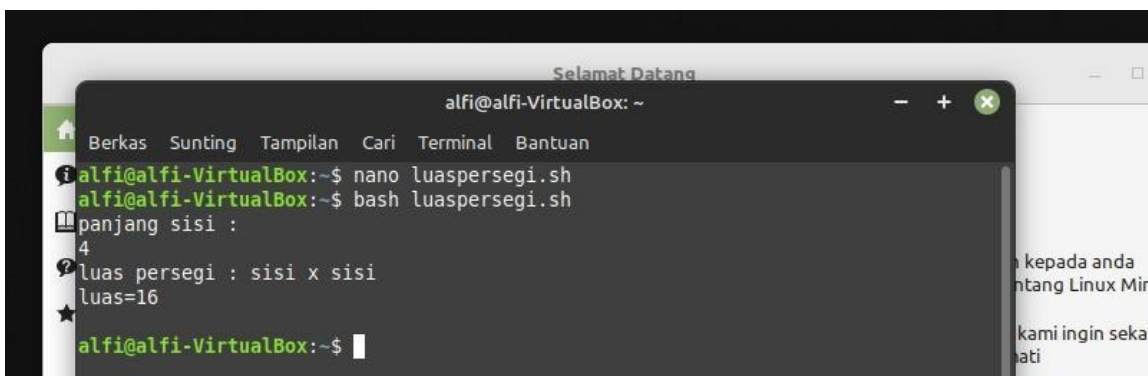 Selamat Datang
alfi@alfi-VirtualBox: ~
Berkas Sunting Tampilan Cari Terminal Bantuan
alfi@alfi-VirtualBox:~$ nano luaspersegi.sh
alfi@alfi-VirtualBox:~$ bash luaspersegi.sh
panjang sisi :
4
luas persegi : sisi x sisi
luas=16
alfi@alfi-VirtualBox:~$
kepada anda
ntang Linux Min
kami ingin seka
ati